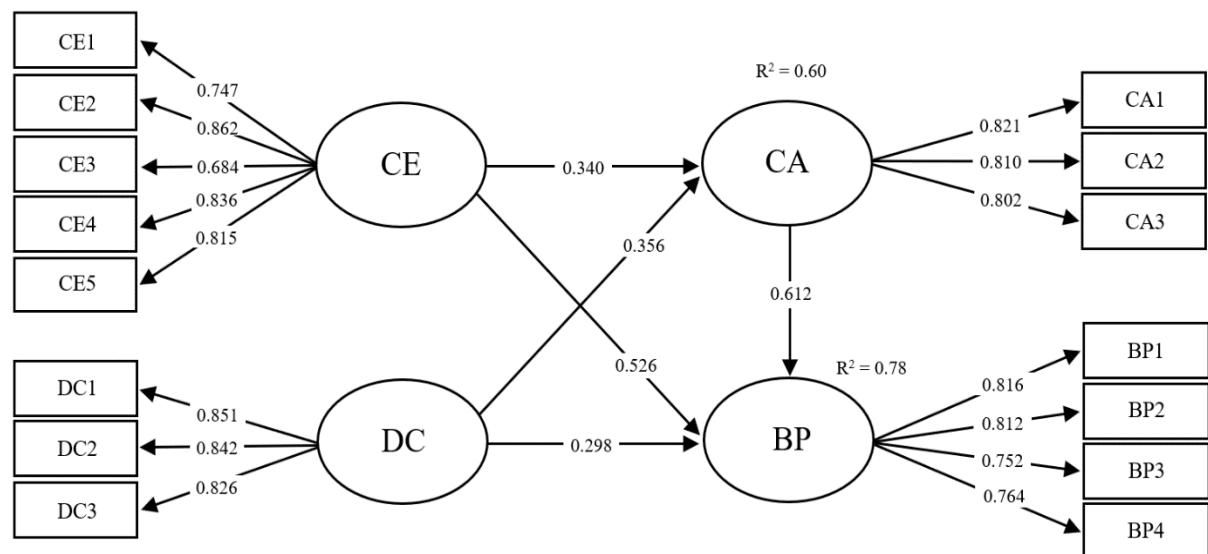 CE1
CE2
CE3
CE4
CE5
0.747
0.862
0.684
0.836
0.815
CE
DC1
DC2
DC3
0.851
0.842
0.826
DC
0.340
0.356
0.526
0.298
R² = 0.60
CA
0.612
R² = 0.78
BP
0.821
0.810
0.802
CA1
CA2
CA3
0.816
0.812
0.752
0.764
BP1
BP2
BP3
BP4